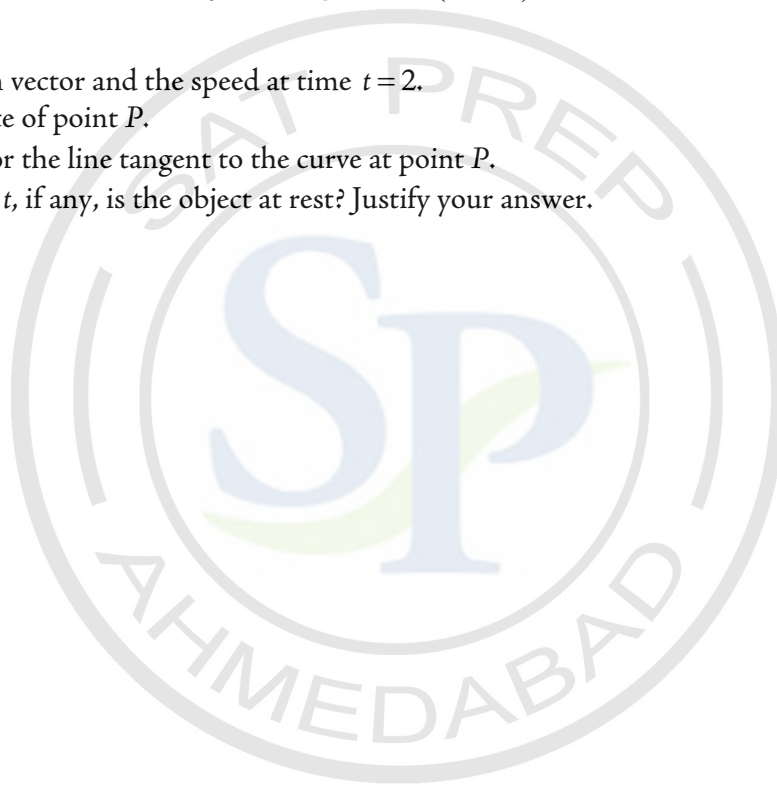 n vector and the speed at time t = 2.
te of point P.
or the line tangent to the curve at point P.
t, if any, is the object at rest? Justify your answer.
SAT PREP
SP
AHMEDABAD